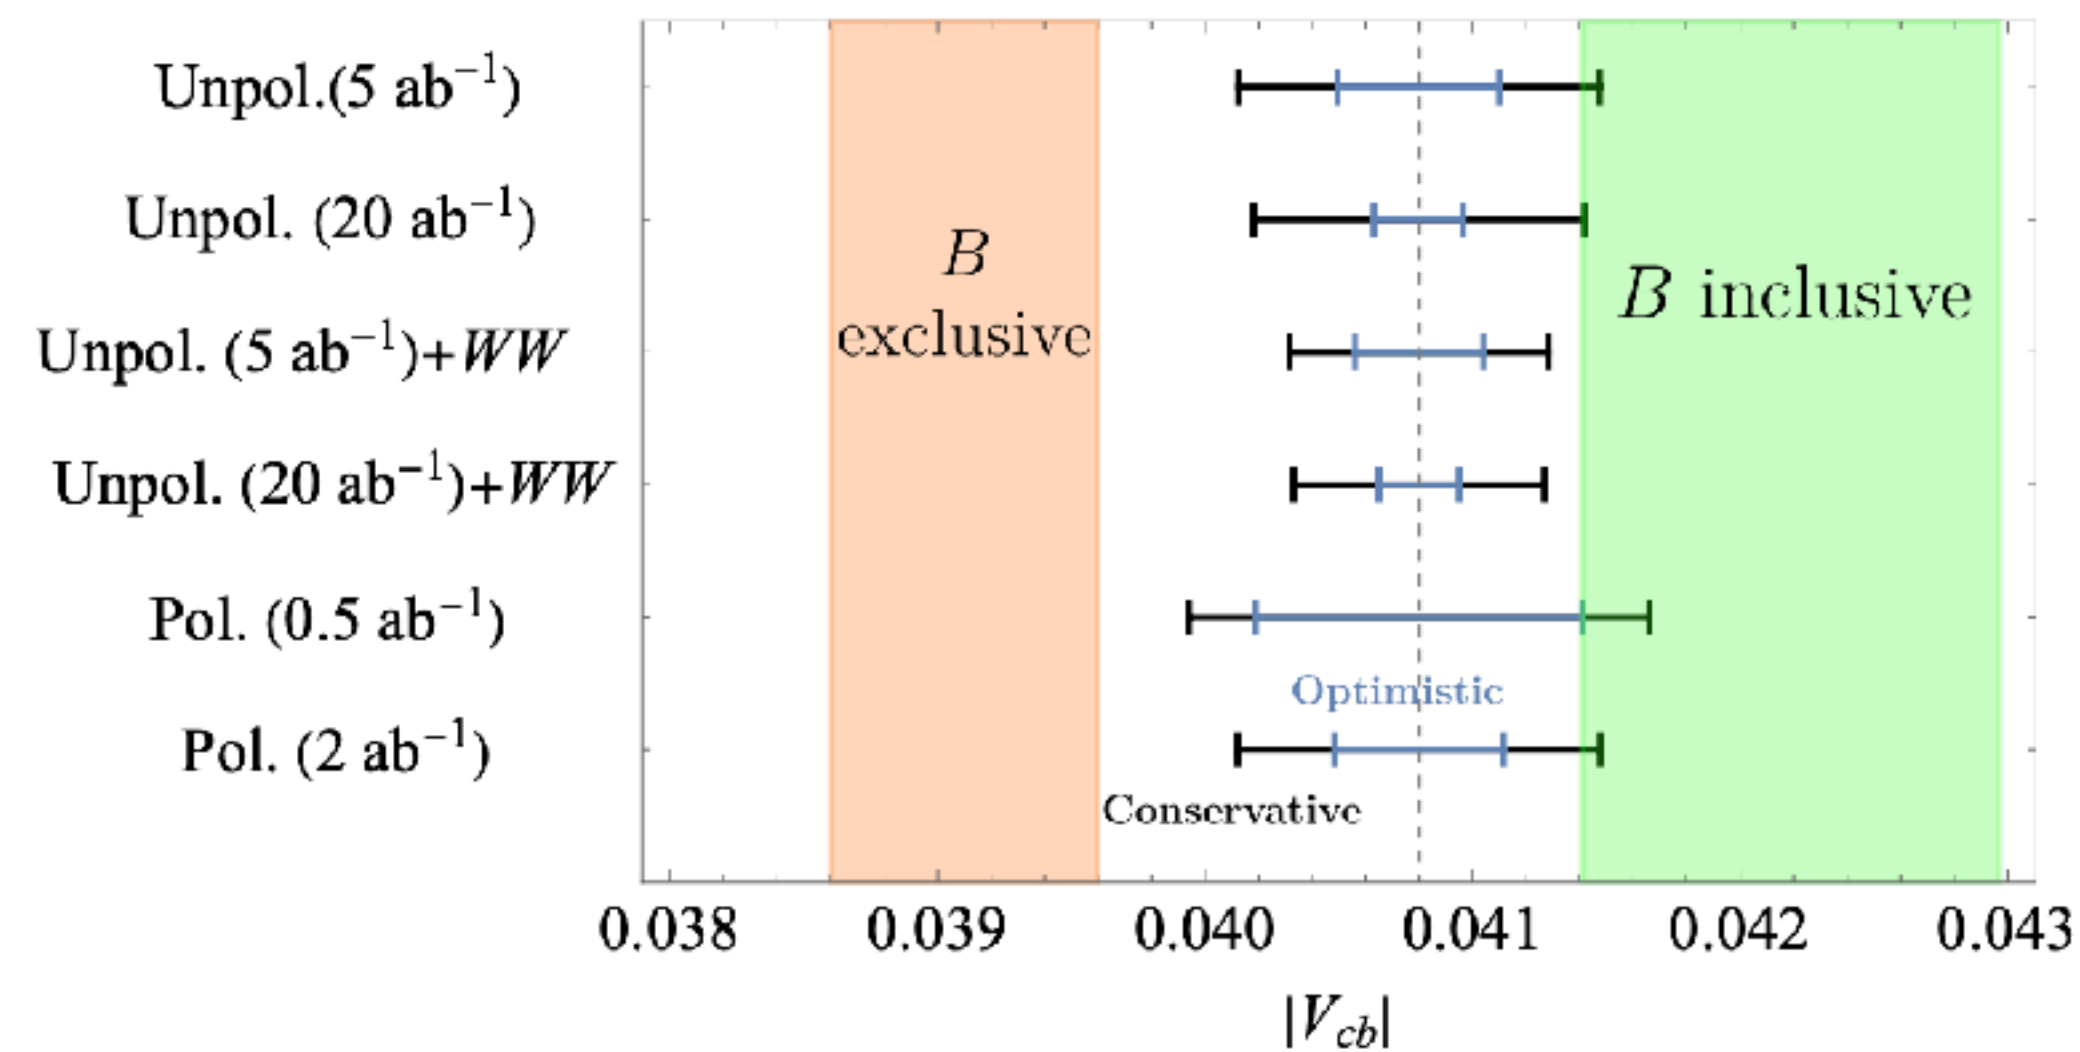 Unpol.(5 ab⁻¹)
Unpol. (20 ab⁻¹)
B
exclusive
B inclusive
Unpol. (5 ab⁻¹)+WW
Unpol. (20 ab⁻¹)+WW
Pol. (0.5 ab⁻¹)
Optimistic
Pol. (2 ab⁻¹)
Conservative
0.038 0.039 0.040 0.041 0.042 0.043
|V_cb|